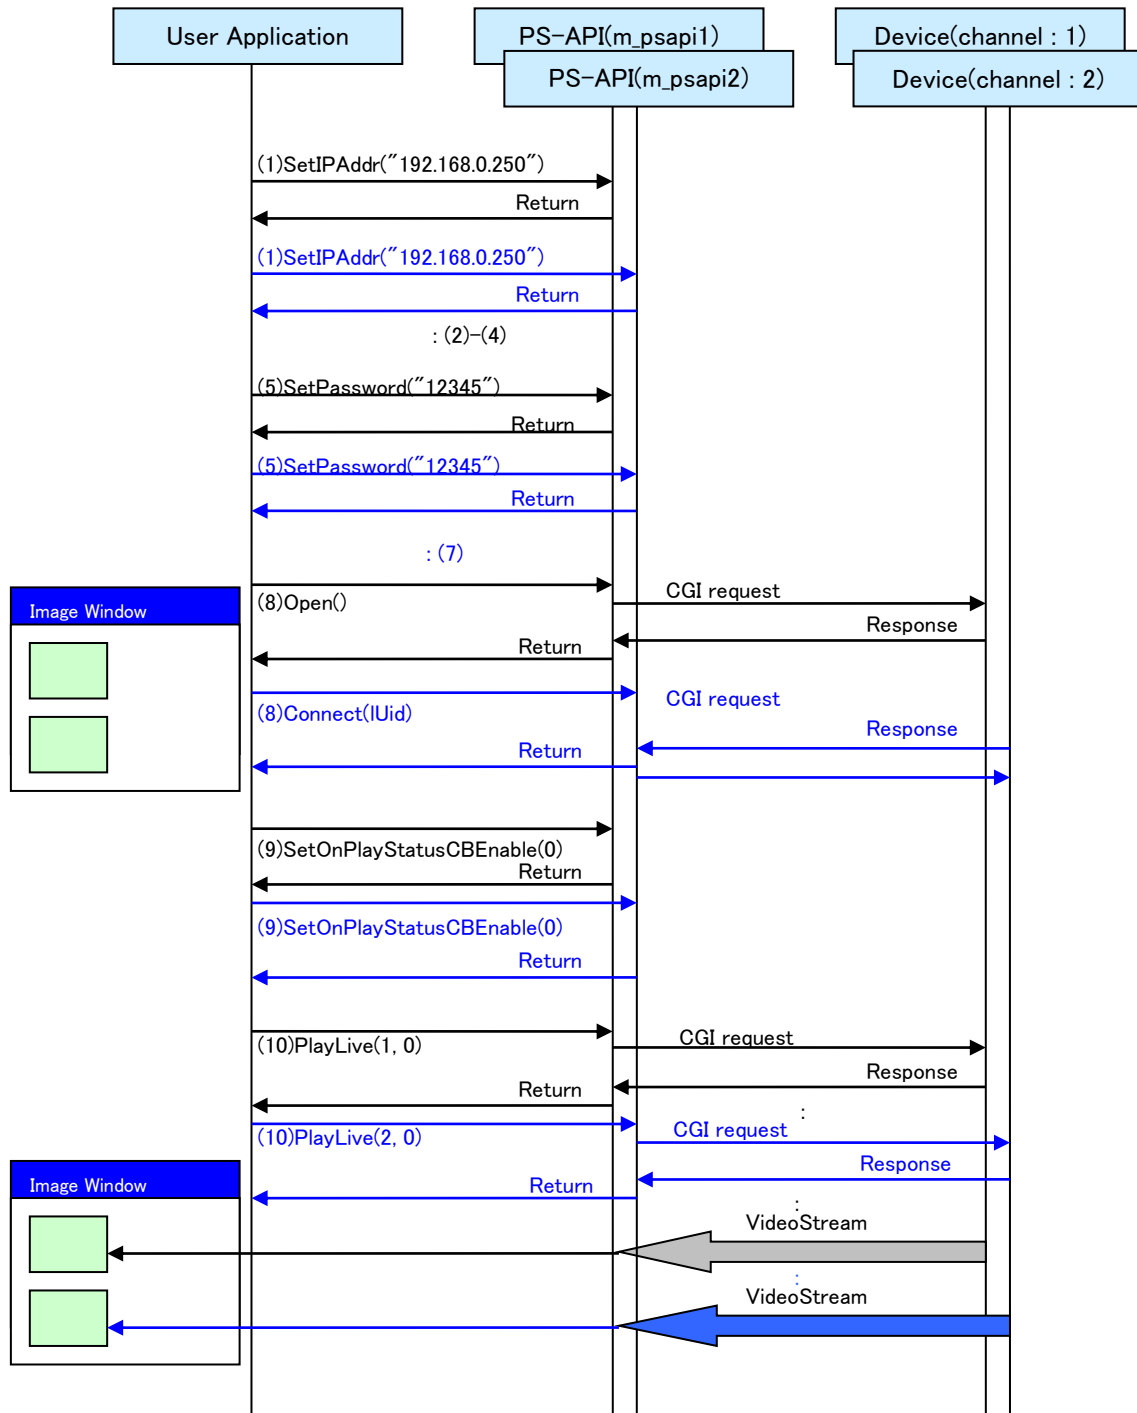 User Application
PS-API(m_psapi1)
Device(channel : 1)
PS-API(m_psapi2)
Device(channel : 2)
(1)SetIPAddr("192.168.0.250")
Return
(1)SetIPAddr("192.168.0.250")
Return
: (2)-(4)
(5)SetPassword("12345")
Return
(5)SetPassword("12345")
Return
: (7)
(8)Open()
CGI request
Image Window
Response
Return
(8)Connect(lUid)
CGI request
Response
Return
(9)SetOnPlayStatusCBEnable(0)
Return
(9)SetOnPlayStatusCBEnable(0)
Return
(10)PlayLive(1, 0)
CGI request
Response
Return
:
(10)PlayLive(2, 0)
CGI request
Response
Image Window
Return
:
VideoStream
:
VideoStream